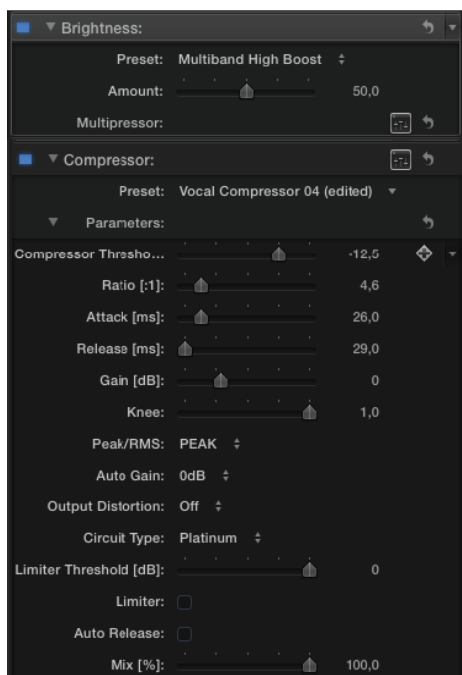 Brightness:
Preset: Multiband High Boost
Amount: 50,0
Multipressor:
Compressor:
Preset: Vocal Compressor 04 (edited)
Parameters:
Compressor Thresho... -12,5
Ratio [:1]: 4,6
Attack [ms]: 26,0
Release [ms]: 29,0
Gain [dB]: 0
Knee: 1,0
Peak/RMS: PEAK
Auto Gain: 0dB
Output Distortion: Off
Circuit Type: Platinum
Limiter Threshold [dB]: 0
Limiter:
Auto Release:
Mix [%]: 100,0